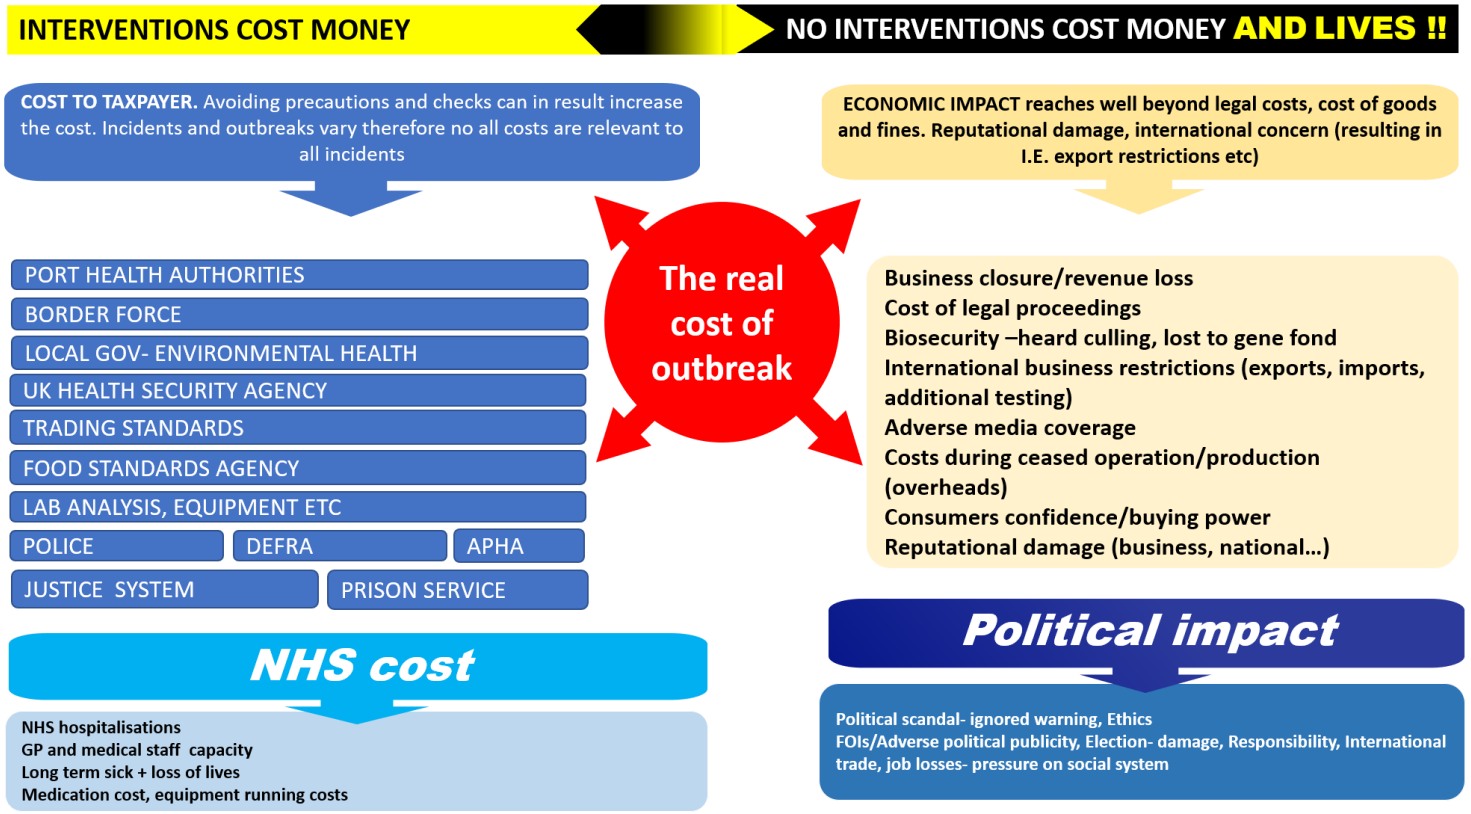 INTERVENTIONS COST MONEY
NO INTERVENTIONS COST MONEY AND LIVES !!
COST TO TAXPAYER. Avoiding precautions and checks can in result increase
the cost. Incidents and outbreaks vary therefore no all costs are relevant to
all incidents
ECONOMIC IMPACT reaches well beyond legal costs, cost of goods
and fines. Reputational damage, international concern (resulting in
I.E. export restrictions etc)
The real
cost of
outbreak
PORT HEALTH AUTHORITIES
BORDER FORCE
LOCAL GOV- ENVIRONMENTAL HEALTH
UK HEALTH SECURITY AGENCY
TRADING STANDARDS
FOOD STANDARDS AGENCY
LAB ANALYSIS, EQUIPMENT ETC
POLICE
DEFRA
APHA
JUSTICE SYSTEM
PRISON SERVICE
Business closure/revenue loss
Cost of legal proceedings
Biosecurity –heard culling, lost to gene fond
International business restrictions (exports, imports,
additional testing)
Adverse media coverage
Costs during ceased operation/production
(overheads)
Consumers confidence/buying power
Reputational damage (business, national…)
NHS cost
NHS hospitalisations
GP and medical staff capacity
Long term sick + loss of lives
Medication cost, equipment running costs
Political impact
Political scandal- ignored warning, Ethics
FOIs/Adverse political publicity, Election- damage, Responsibility, International
trade, job losses- pressure on social system